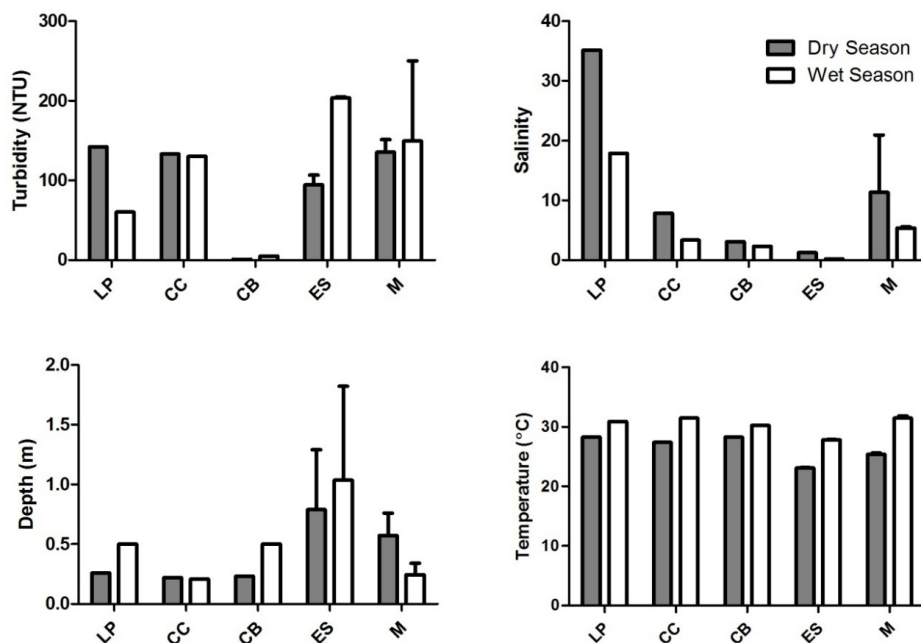 Turbidity (NTU)
300
200
100
0
LP CC CB ES M
Salinity
40
30
20
10
0
LP CC CB ES M
Dry Season
Wet Season
Depth (m)
2.0
1.5
1.0
0.5
0.0
LP CC CB ES M
Temperature (°C)
40
30
20
10
0
LP CC CB ES M